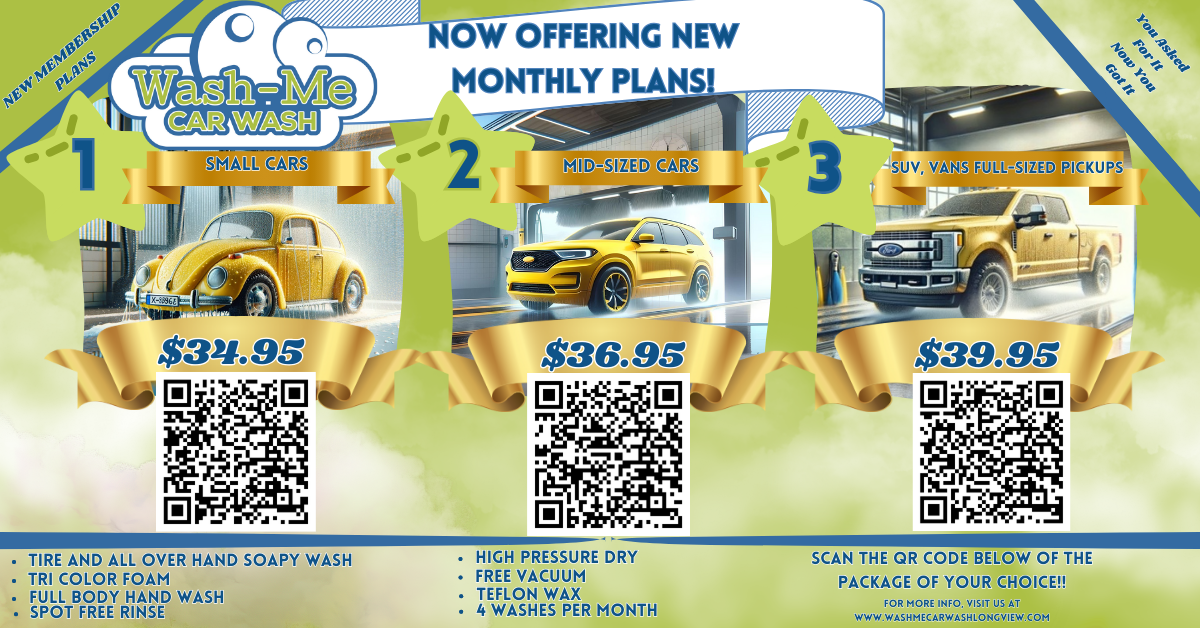 NEW MEMBERSHIP
PLANS
Wash-Me
CAR WASH
NOW OFFERING NEW
MONTHLY PLANS!
You Asked
For It
Now You
Got It
1
SMALL CARS
2
MID-SIZED CARS
3
SUV, VANS FULL-SIZED PICKUPS
Ford
$34.95
$36.95
$39.95
• TIRE AND ALL OVER HAND SOAPY WASH
• TRI COLOR FOAM
• FULL BODY HAND WASH
• SPOT FREE RINSE
• HIGH PRESSURE DRY
• FREE VACUUM
• TEFLON WAX
• 4 WASHES PER MONTH
SCAN THE QR CODE BELOW OF THE
PACKAGE OF YOUR CHOICE!!
FOR MORE INFO, VISIT US AT
WWW.WASHMECARWASHLONGVIEW.COM